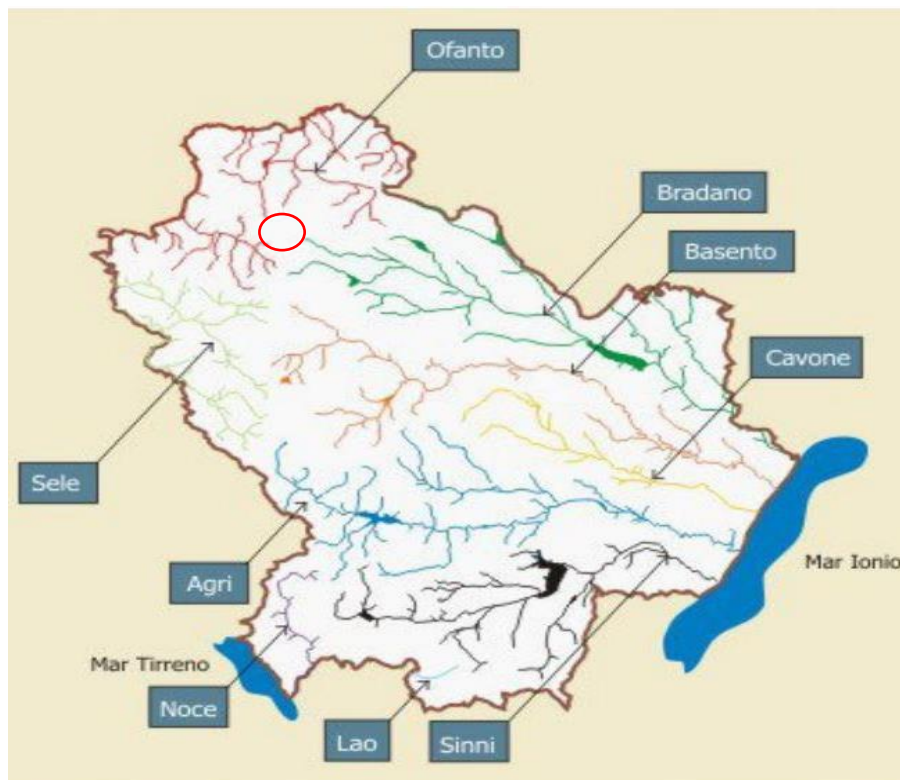 Ofanto
Bradano
Basento
Cavone
Sele
Mar Ionio
Agri
Mar Tirreno
Noce
Lao
Sinni